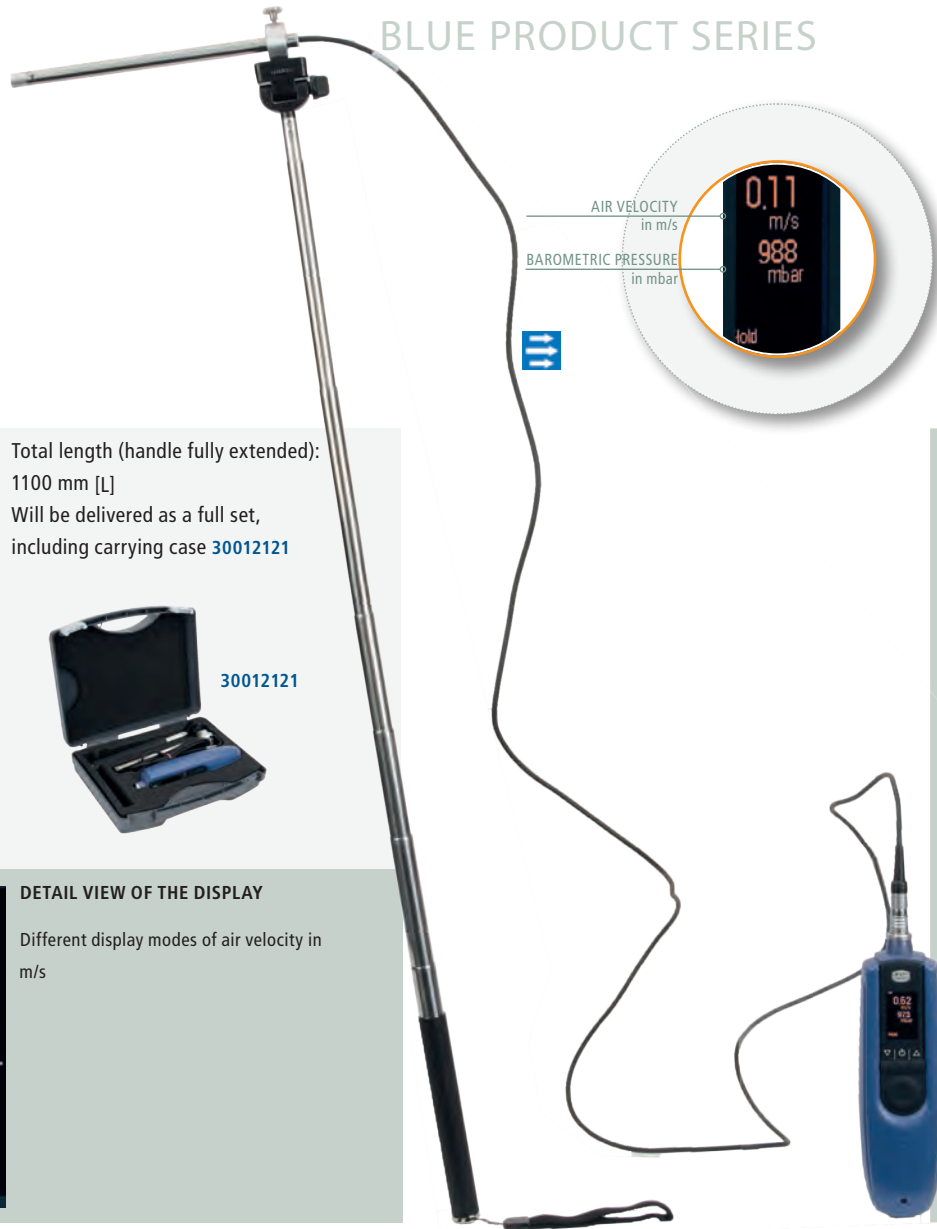 BLUE PRODUCT SERIES
0.11
m/s
988
mbar
Hold
AIR VELOCITY
in m/s
BAROMETRIC PRESSURE
in mbar
Total length (handle fully extended):
1100 mm [L]
Will be delivered as a full set,
including carrying case 30012121
30012121
DETAIL VIEW OF THE DISPLAY
Different display modes of air velocity in
m/s
0.62
m/s
973
mbar